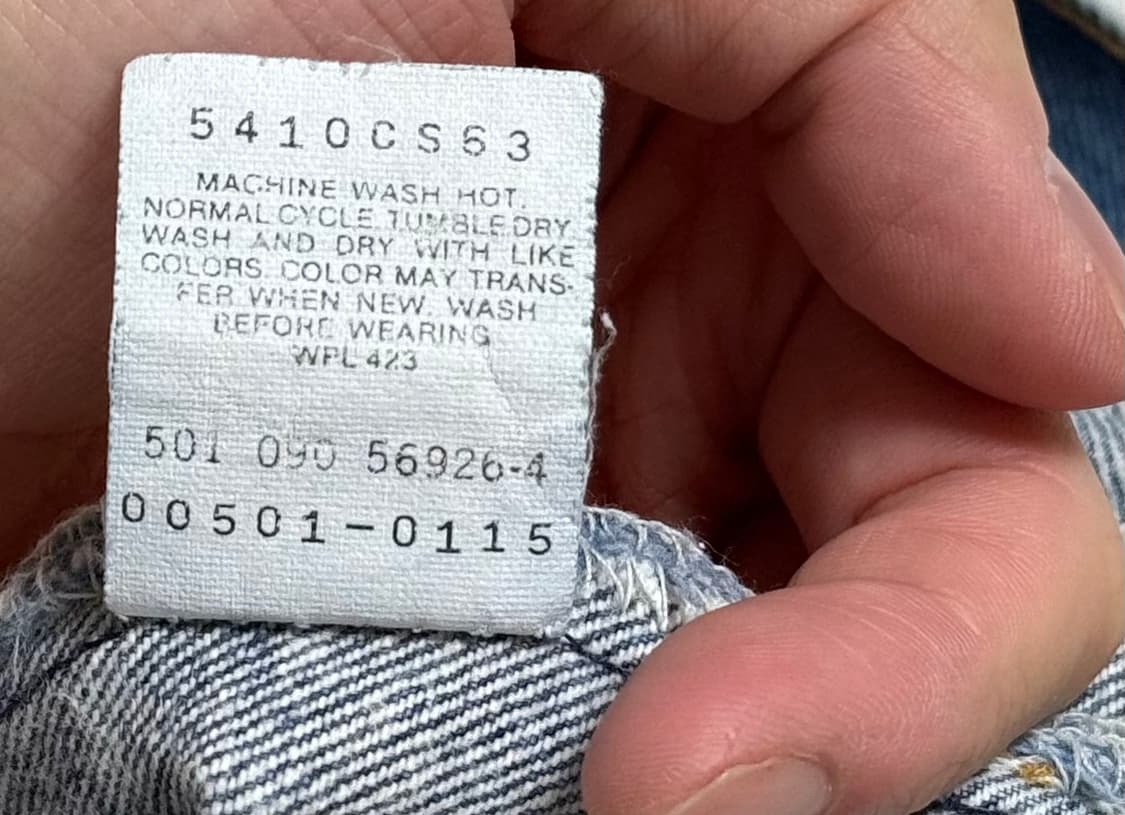 5410CS63
MACHINE WASH HOT.
NORMAL CYCLE. TUMBLE DRY.
WASH AND DRY WITH LIKE
COLORS. COLOR MAY TRANS-
FER WHEN NEW. WASH
BEFORE WEARING
WPL 423
501 090 56926-4
00501-0115